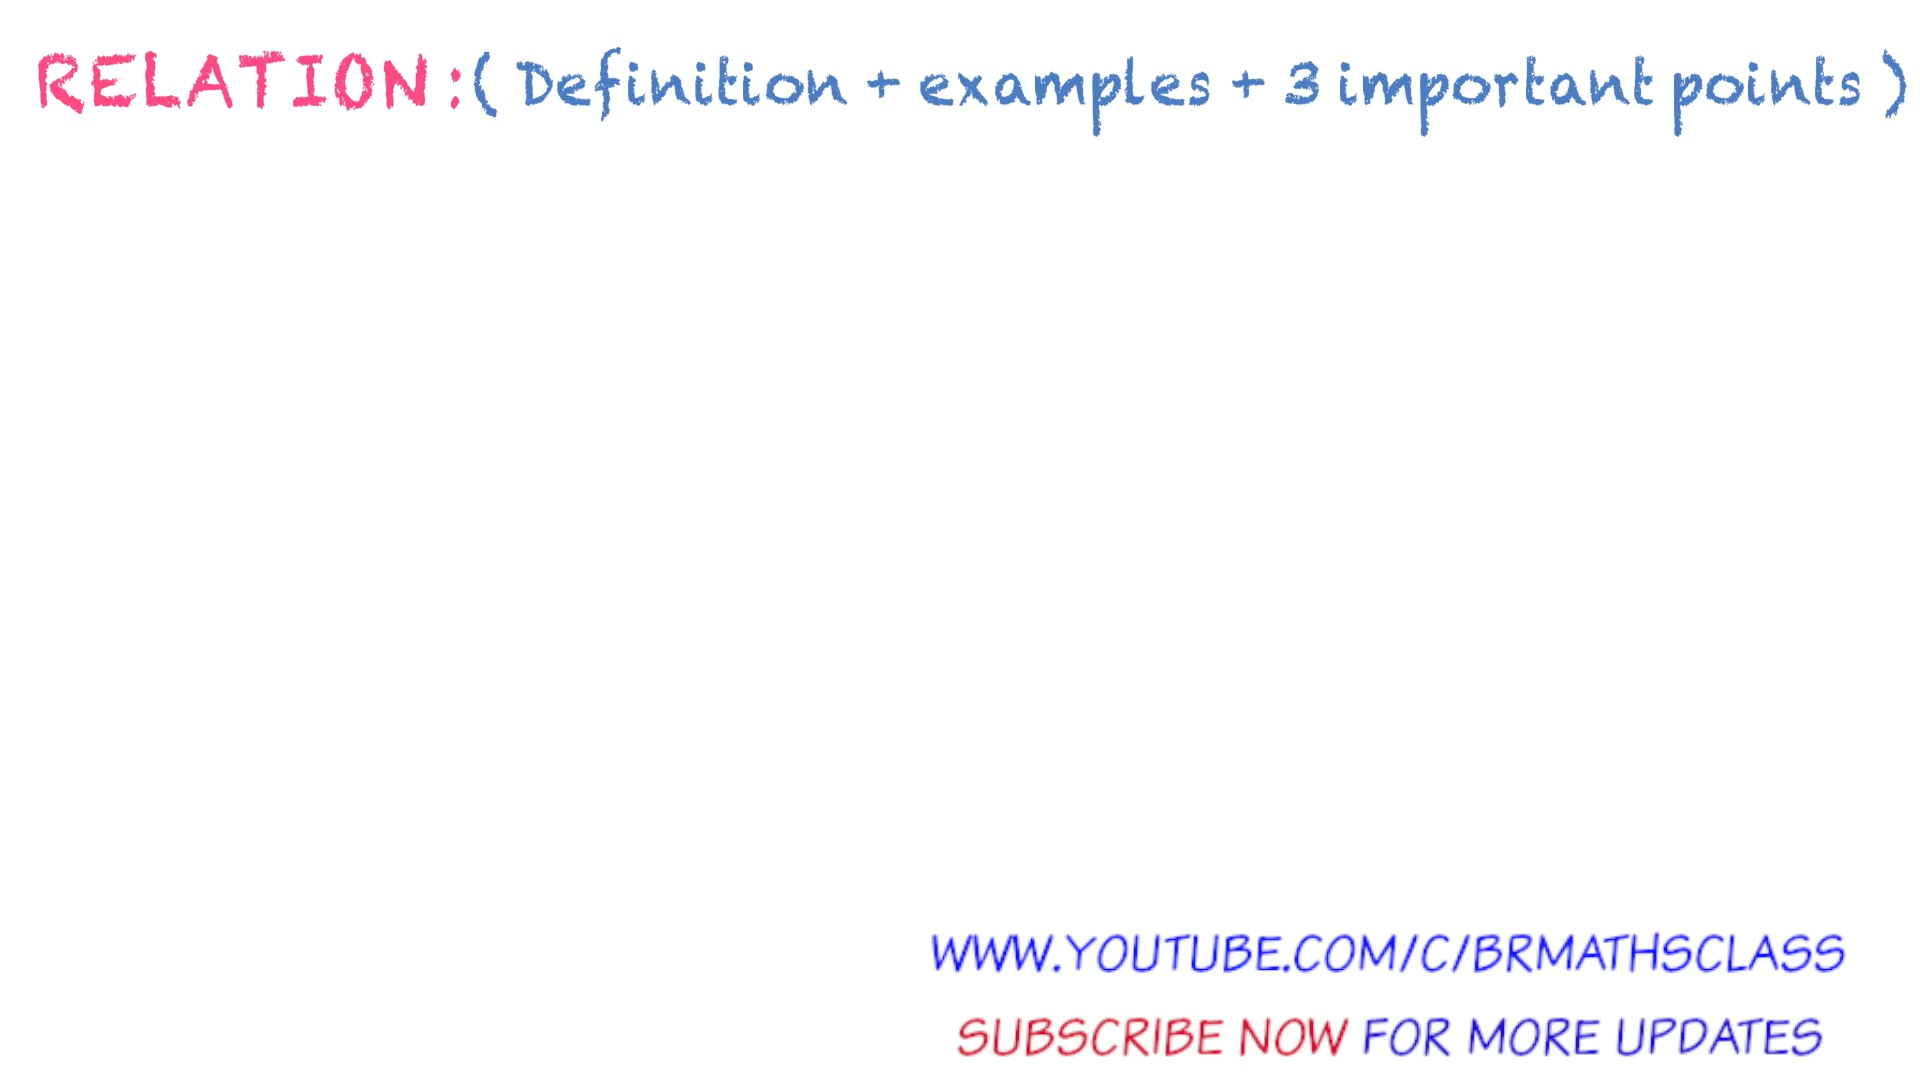 RELATION :( Definition + examples + 3 important points )
WWW.YOUTUBE.COM/C/BRMATHSCLASS
SUBSCRIBE NOW FOR MORE UPDATES